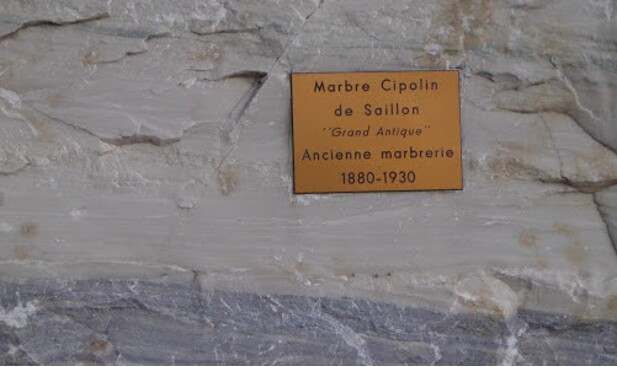 Marbre Cipolin
de Saillon
''Grand Antique''
Ancienne marbrerie
1880-1930